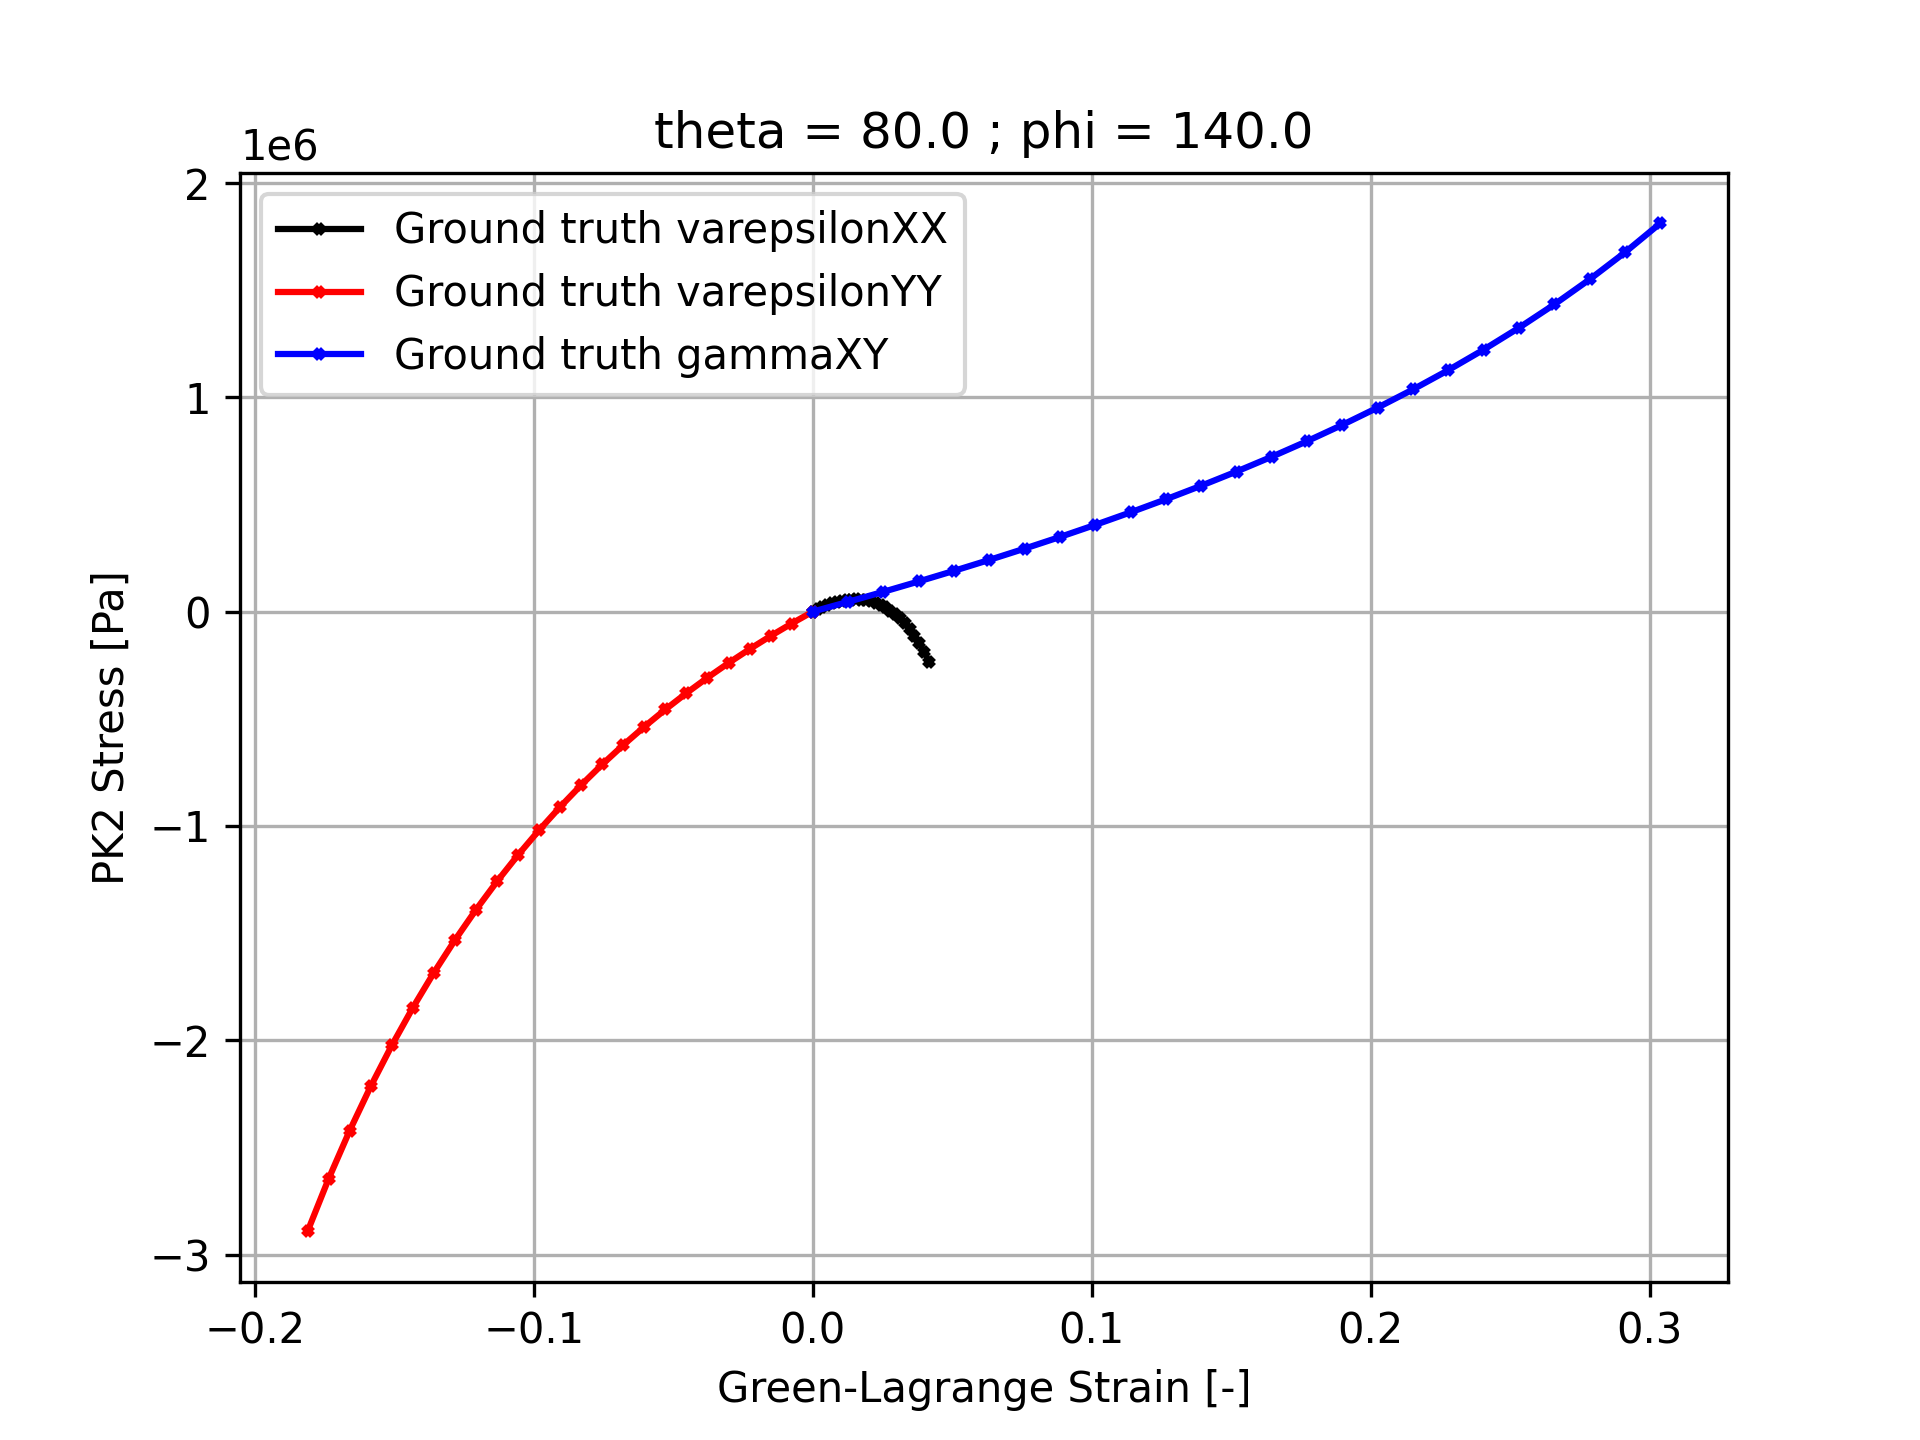 theta = 80.0 ; phi = 140.0
1e6
2
1
0
−1
−2
−3
PK2 Stress [Pa]
Ground truth varepsilonXX
Ground truth varepsilonYY
Ground truth gammaXY
−0.2 −0.1 0.0 0.1 0.2 0.3
Green-Lagrange Strain [-]